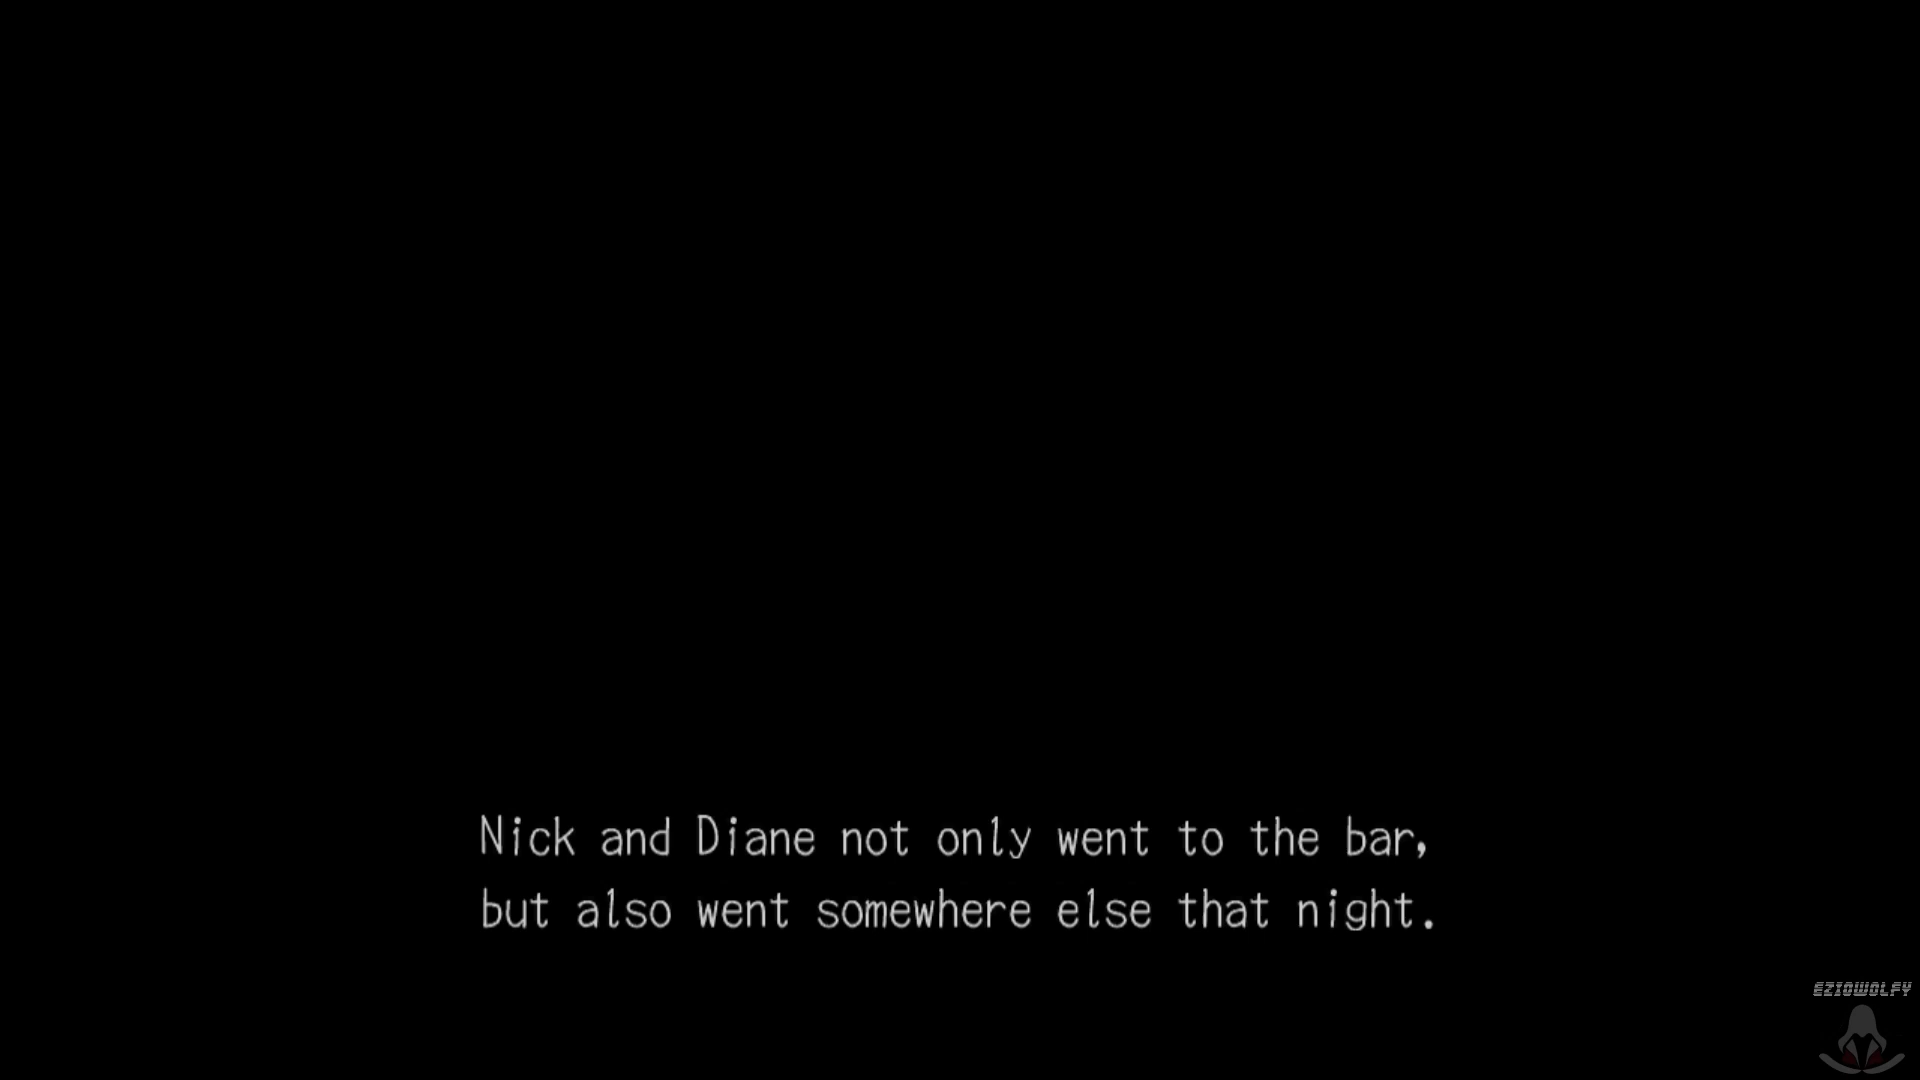 Nick and Diane not only went to the bar,
but also went somewhere else that night.
EZIOWOLFY